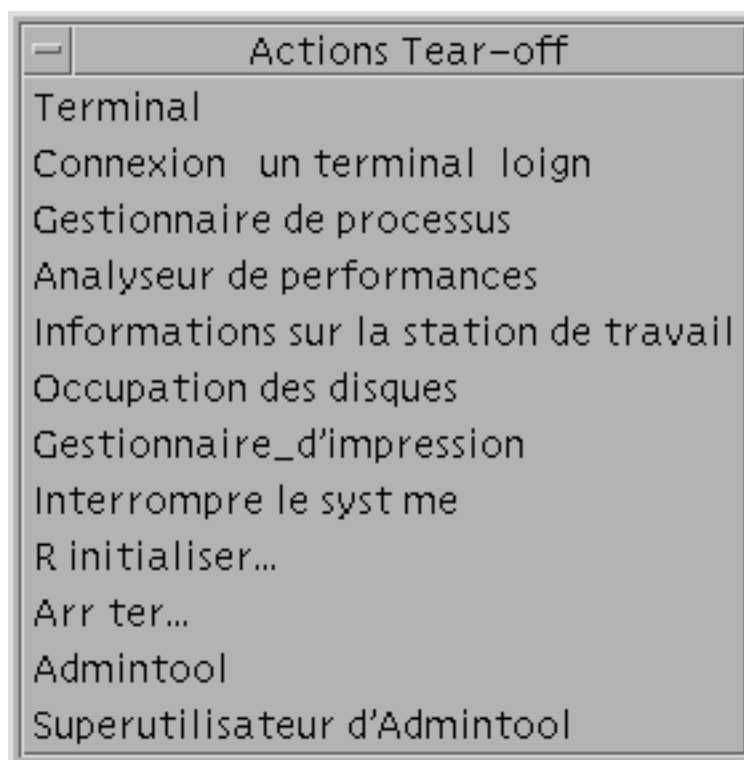 Actions Tear-off
Terminal
Connexion   un terminal  loign
Gestionnaire de processus
Analyseur de performances
Informations sur la station de travail
Occupation des disques
Gestionnaire_d'impression
Interrompre le syst me
R initialiser...
Arr ter...
Admintool
Superutilisateur d'Admintool